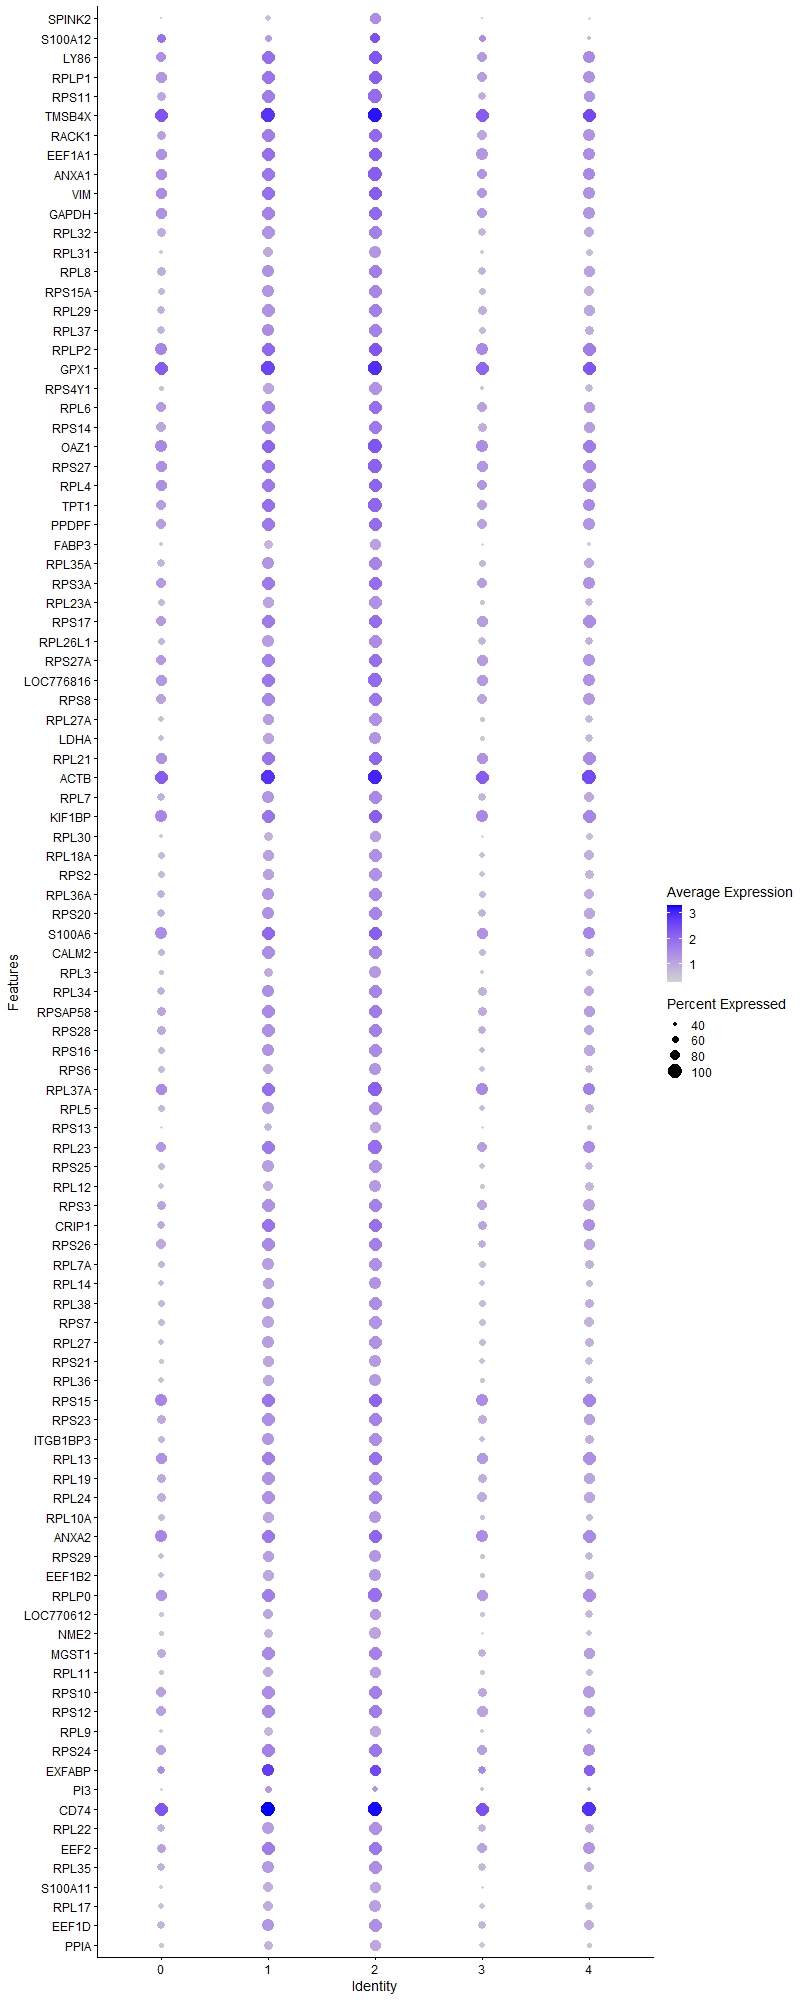 SPINK2
S100A12
LY86
RPLP1
RPS11
TMSB4X
RACK1
EEF1A1
ANXA1
VIM
GAPDH
RPL32
RPL31
RPL8
RPS15A
RPL29
RPL37
RPLP2
GPX1
RPS4Y1
RPL6
RPS14
OAZ1
RPS27
RPL4
TPT1
PPDPF
FABP3
RPL35A
RPS3A
RPL23A
RPS17
RPL26L1
RPS27A
LOC776816
RPS8
RPL27A
LDHA
RPL21
ACTB
RPL7
KIF1BP
RPL30
RPL18A
RPS2
RPL36A
RPS20
S100A6
CALM2
RPL3
RPL34
RPSAP58
RPS28
RPS16
RPS6
RPL37A
RPL5
RPS13
RPL23
RPS25
RPL12
RPS3
CRIP1
RPS26
RPL7A
RPL14
RPL38
RPS7
RPL27
RPS21
RPL36
RPS15
RPS23
ITGB1BP3
RPL13
RPL19
RPL24
RPL10A
ANXA2
RPS29
EEF1B2
RPLP0
LOC770612
NME2
MGST1
RPL11
RPS10
RPS12
RPL9
RPS24
EXFABP
PI3
CD74
RPL22
EEF2
RPL35
S100A11
RPL17
EEF1D
PPIA
Features
0 1 2 3 4
Identity
Average Expression
3
2
1
Percent Expressed
40
60
80
100